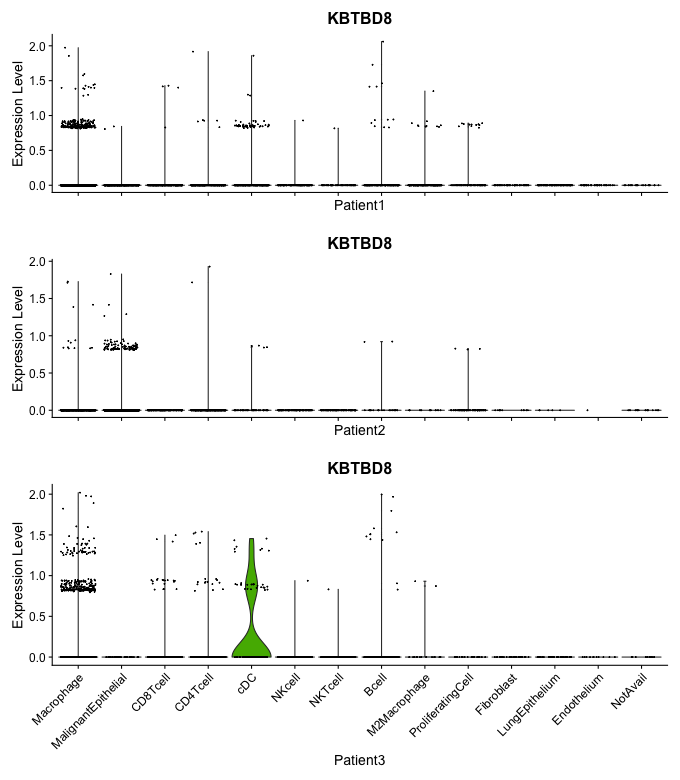 KBTBD8
Expression Level
2.0
1.5
1.0
0.5
0.0
Patient1
KBTBD8
Expression Level
2.0
1.5
1.0
0.5
0.0
Patient2
KBTBD8
Expression Level
2.0
1.5
1.0
0.5
0.0
Macrophage
MalignantEpithelial
CD8Tcell
CD4Tcell
cDC
NKcell
NKTcell
Bcell
M2Macrophage
ProliferatingCell
Fibroblast
LungEpithelium
Endothelium
NotAvail
Patient3